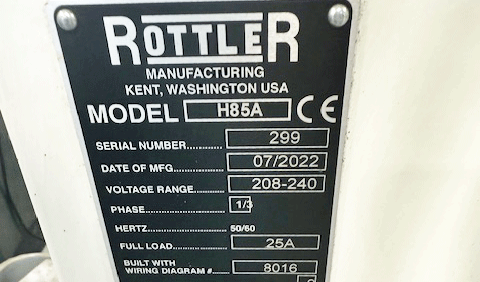 ROTTLER
MANUFACTURING
KENT, WASHINGTON USA
MODEL H85A CE
SERIAL NUMBER............ 299
DATE OF MFG............ 07/2022
VOLTAGE RANGE........ 208-240
PHASE........................ 1/3
HERTZ 50/60
FULL LOAD................. 25A
BUILT WITH
WIRING DIAGRAM #........ 8016